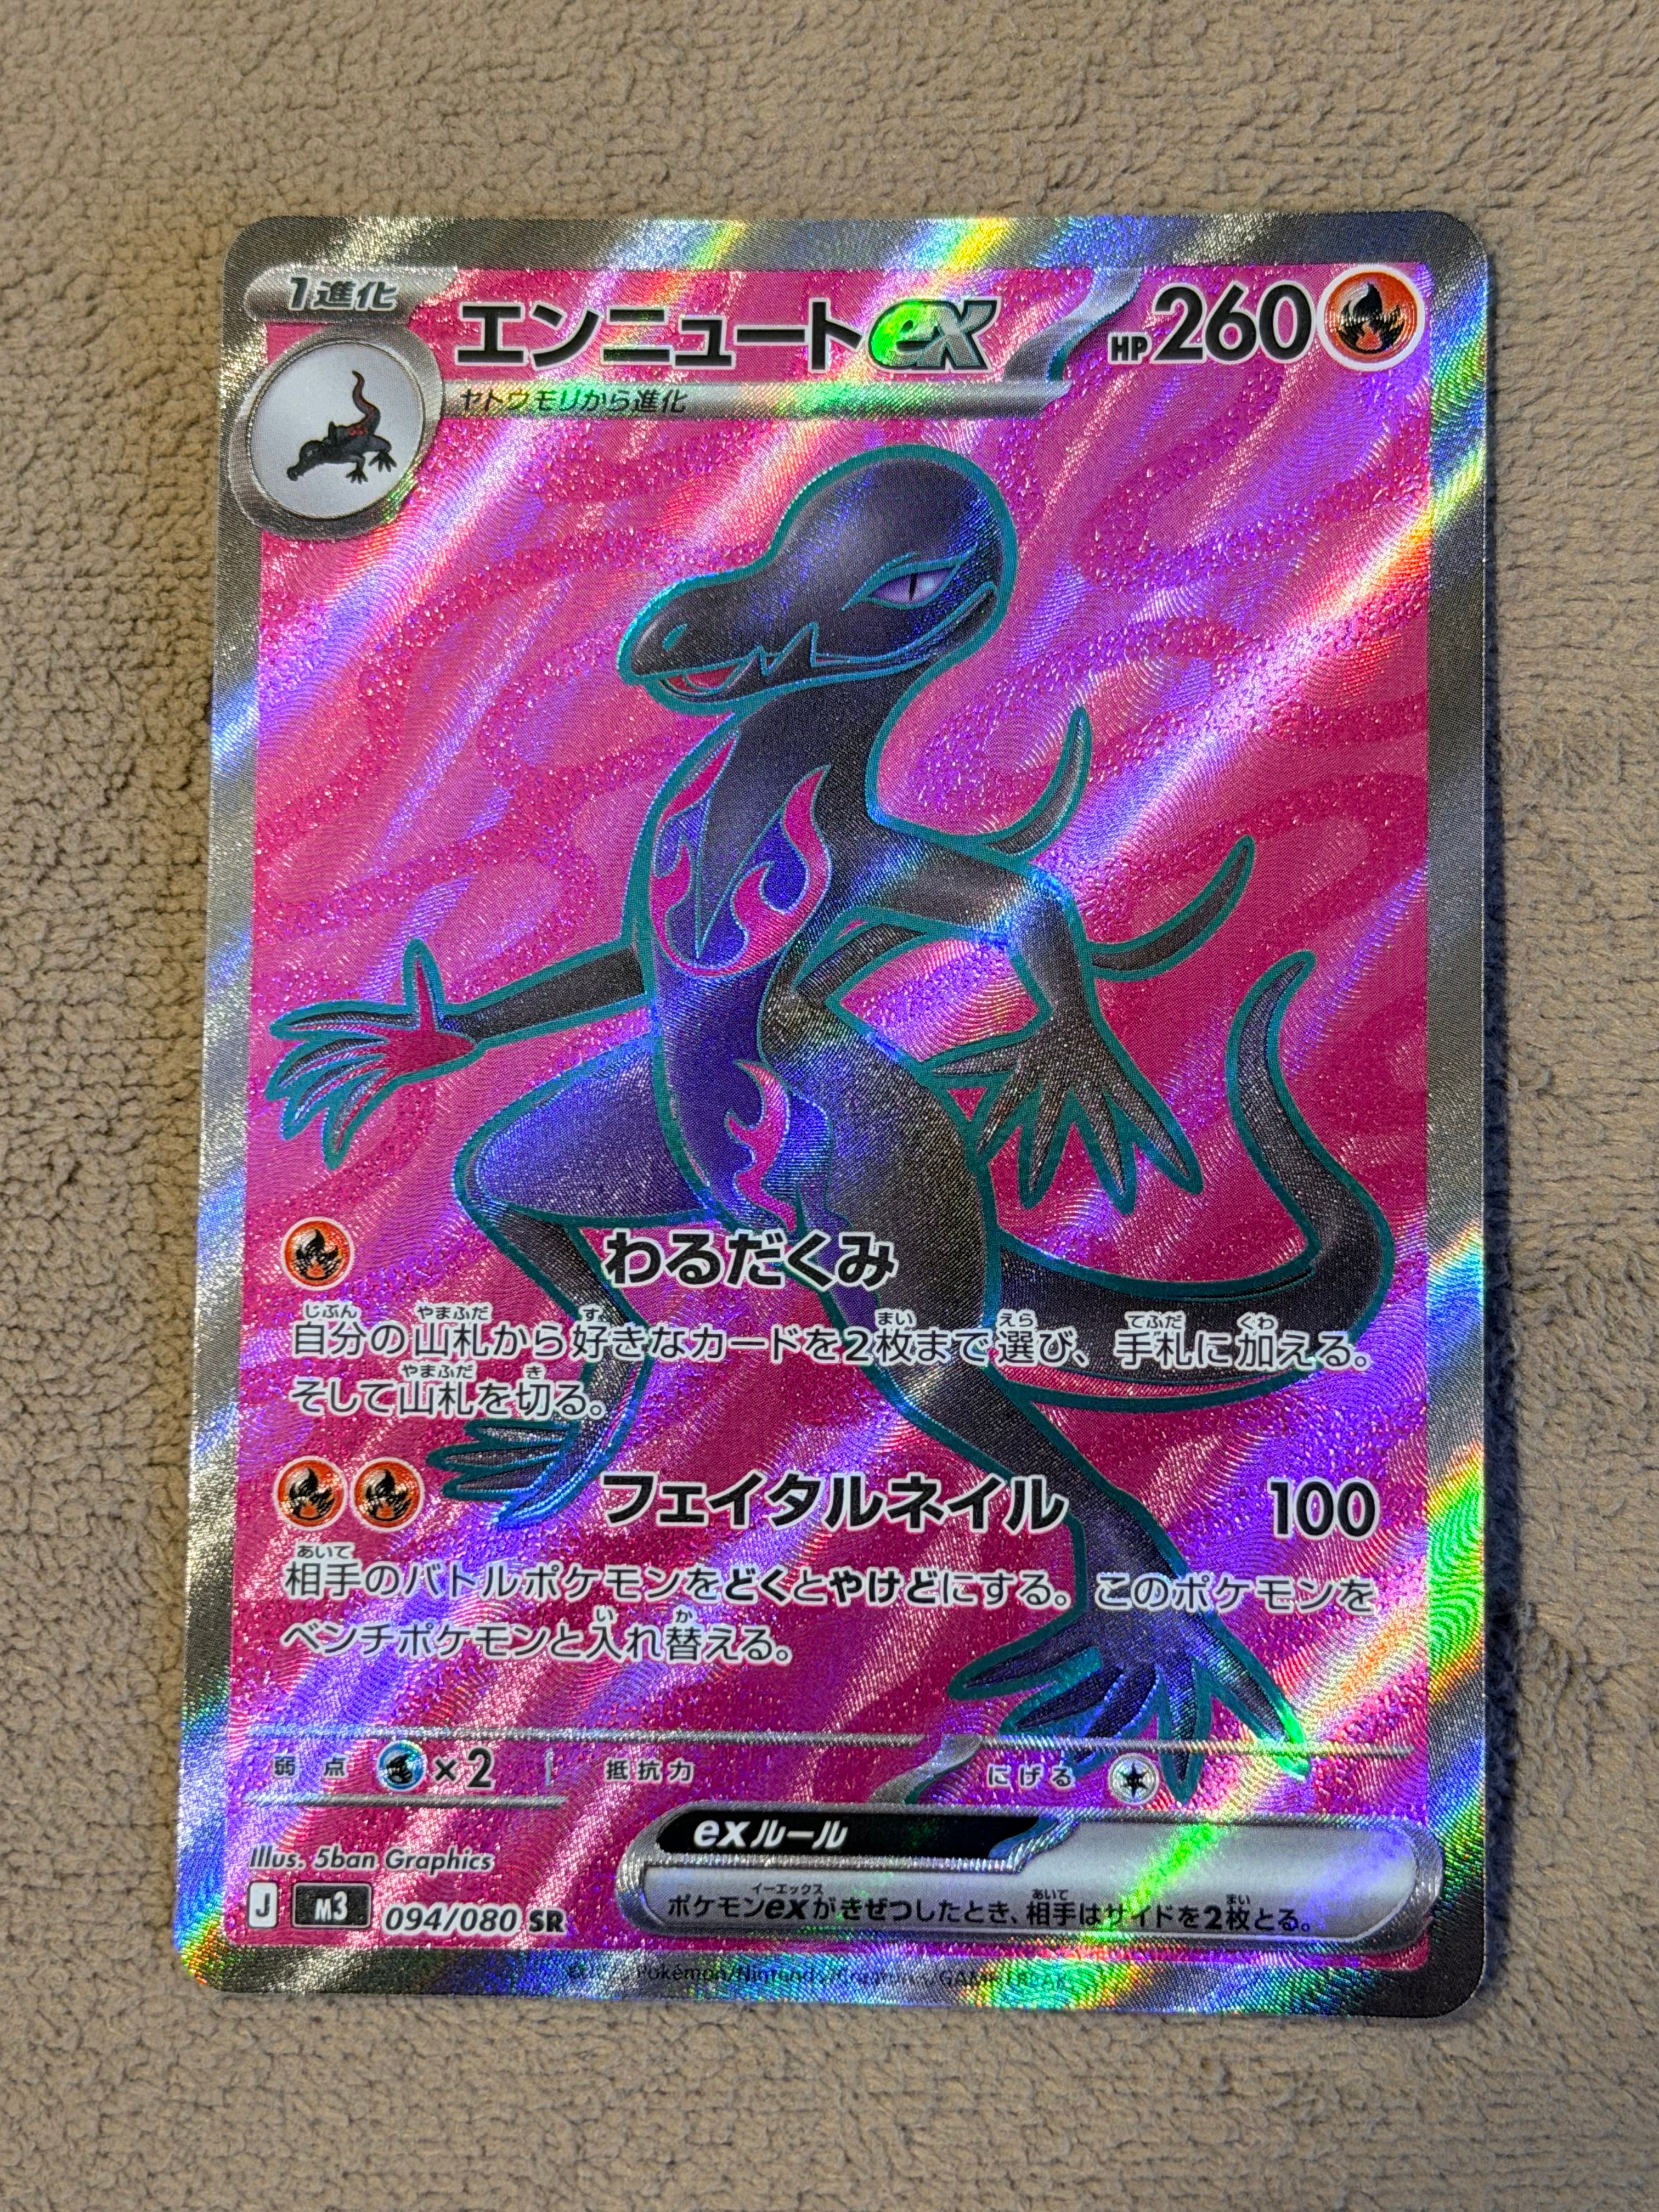 1進化
エンニュートex
HP260
ヤトウモリから進化
わるだくみ
自分の山札から好きなカードを2枚まで選び、手札に加える。
そして山札を切る。
フェイタルネイル 100
相手のバトルポケモンをどくとやけどにする。このポケモンを
ベンチポケモンと入れ替える。
弱点 ×2 抵抗力 にげる
exルール
ポケモンexがきぜつしたとき、相手はサイドを2枚とる。
Illus. 5ban Graphics
J M3 094/080 SR
Pokémon/Nintendo/Creatures/GAME FREAK